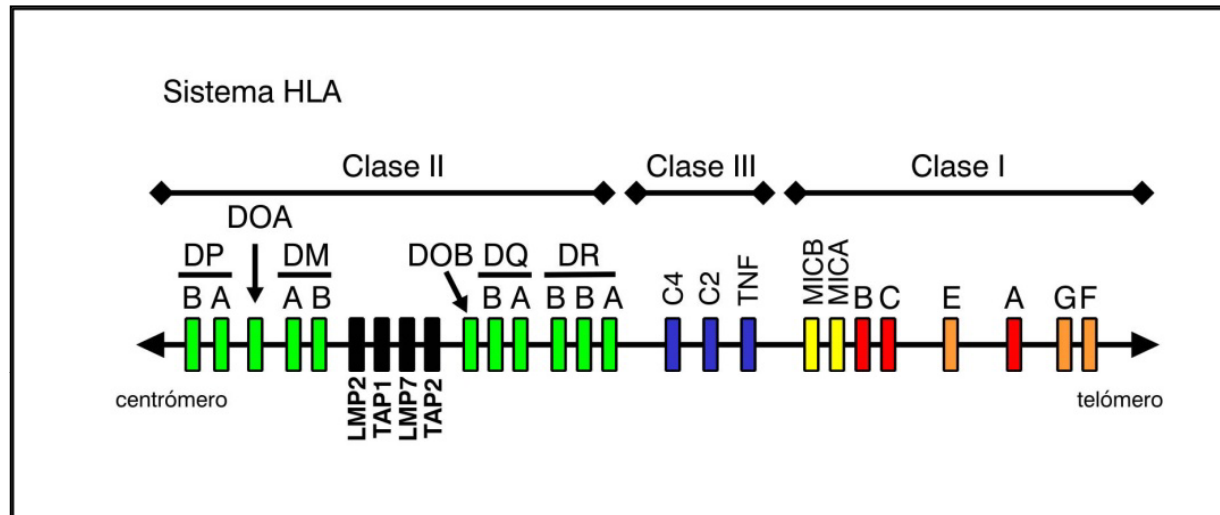 Sistema HLA
Clase II Clase III Clase I
DOA
DP DM DOB DQ DR
B A A B B A B B A C4 C2 TNF MICB MICA B C E A G F
centrómero telómero
LMP2 TAP1 LMP7 TAP2